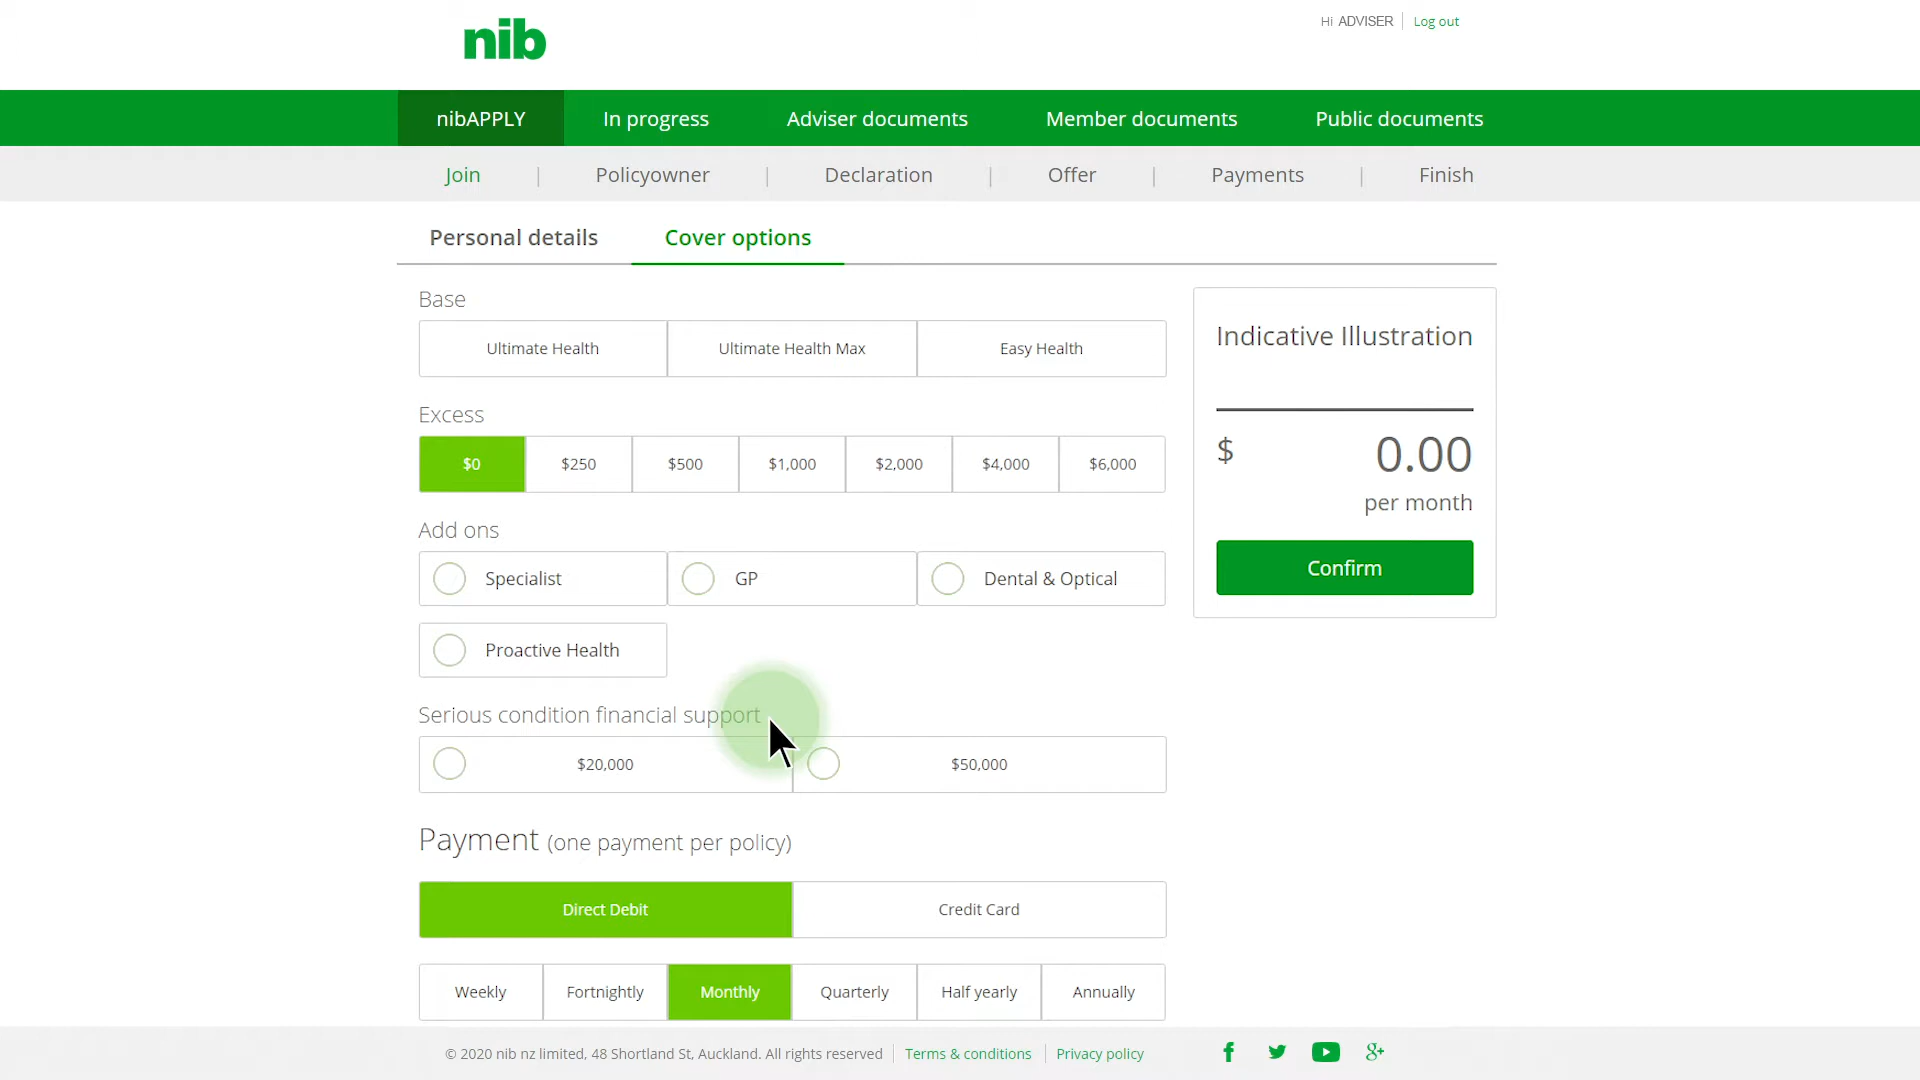 nib
Hi ADVISER Log out
nibAPPLY In progress Adviser documents Member documents Public documents
Join | Policyowner | Declaration | Offer | Payments | Finish
Personal details Cover options
Base
Ultimate Health Ultimate Health Max Easy Health
Excess
$0 $250 $500 $1,000 $2,000 $4,000 $6,000
Add ons
Specialist GP Dental & Optical
Proactive Health
Serious condition financial support
$20,000 $50,000
Payment (one payment per policy)
Direct Debit Credit Card
Weekly Fortnightly Monthly Quarterly Half yearly Annually
Indicative Illustration
$ 0.00
per month
Confirm
© 2020 nib nz limited, 48 Shortland St, Auckland. All rights reserved Terms & conditions Privacy policy